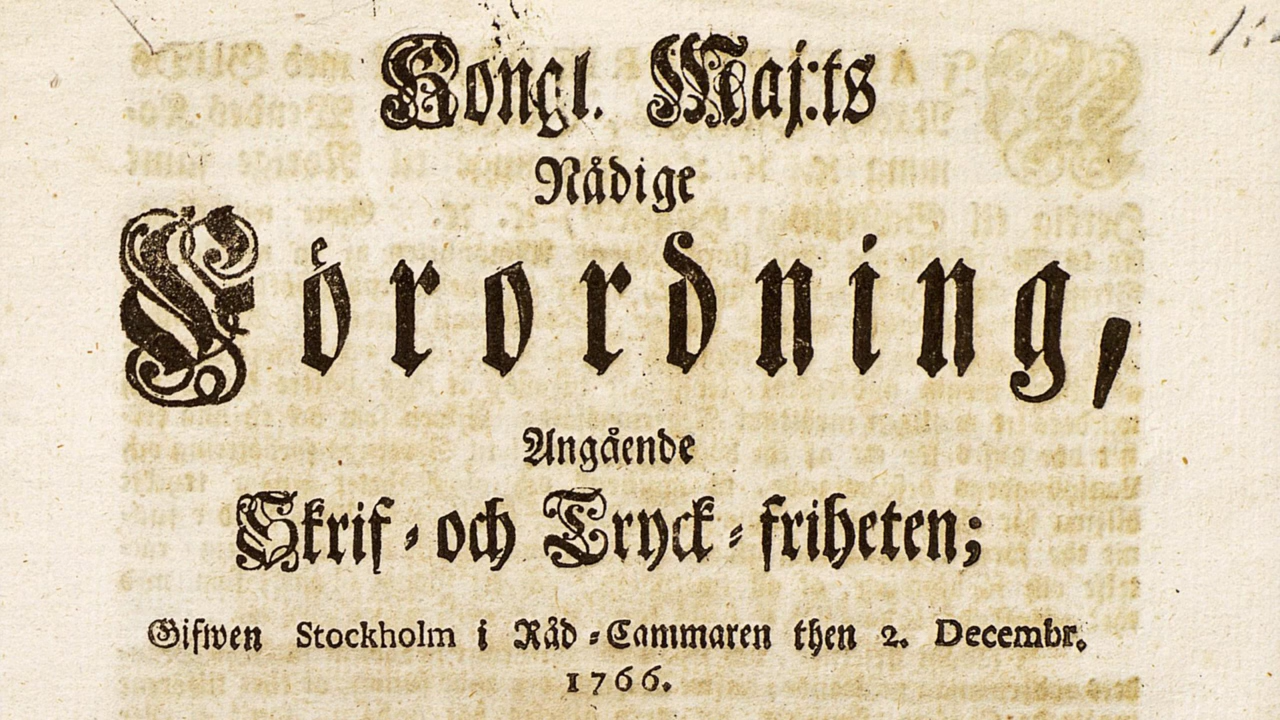 Kongl. Maj:ts
Nådige
Förordning,
Angående
Skrif- och Tryck-friheten;
Gifwen Stockholm i Råd-Cammaren then 2. Decembr.
1766.